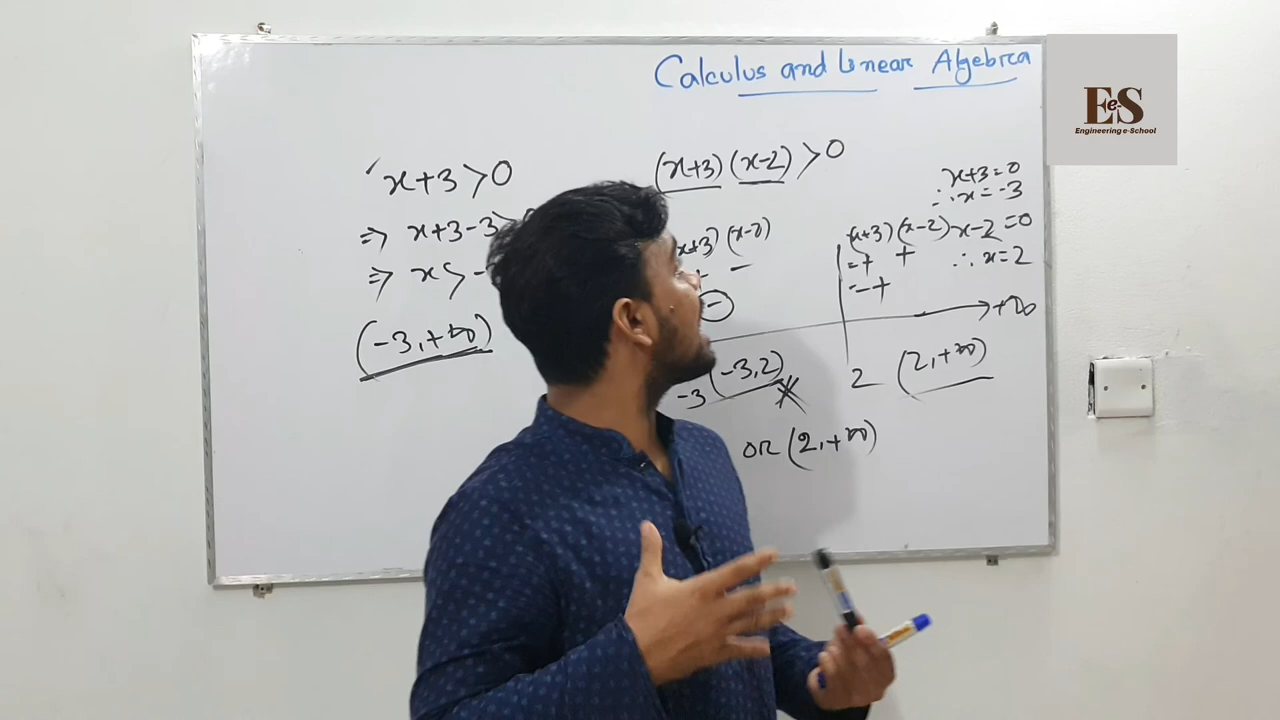 Calculus and Linear Algebra
EeS
Engineering e-School
x+3>0
⇒ x+3-3>
⇒ x> -
(-3,+∞)
(x+3) (x-2) >0
x+3=0
∴ x=-3
x-2=0
∴ x=2
x+3) (x-2)
+ -
-
(x+3) (x-2)
=+ +
=+
+∞
-3 (-3,2)
2 (2,+∞)
OR (2,+∞)